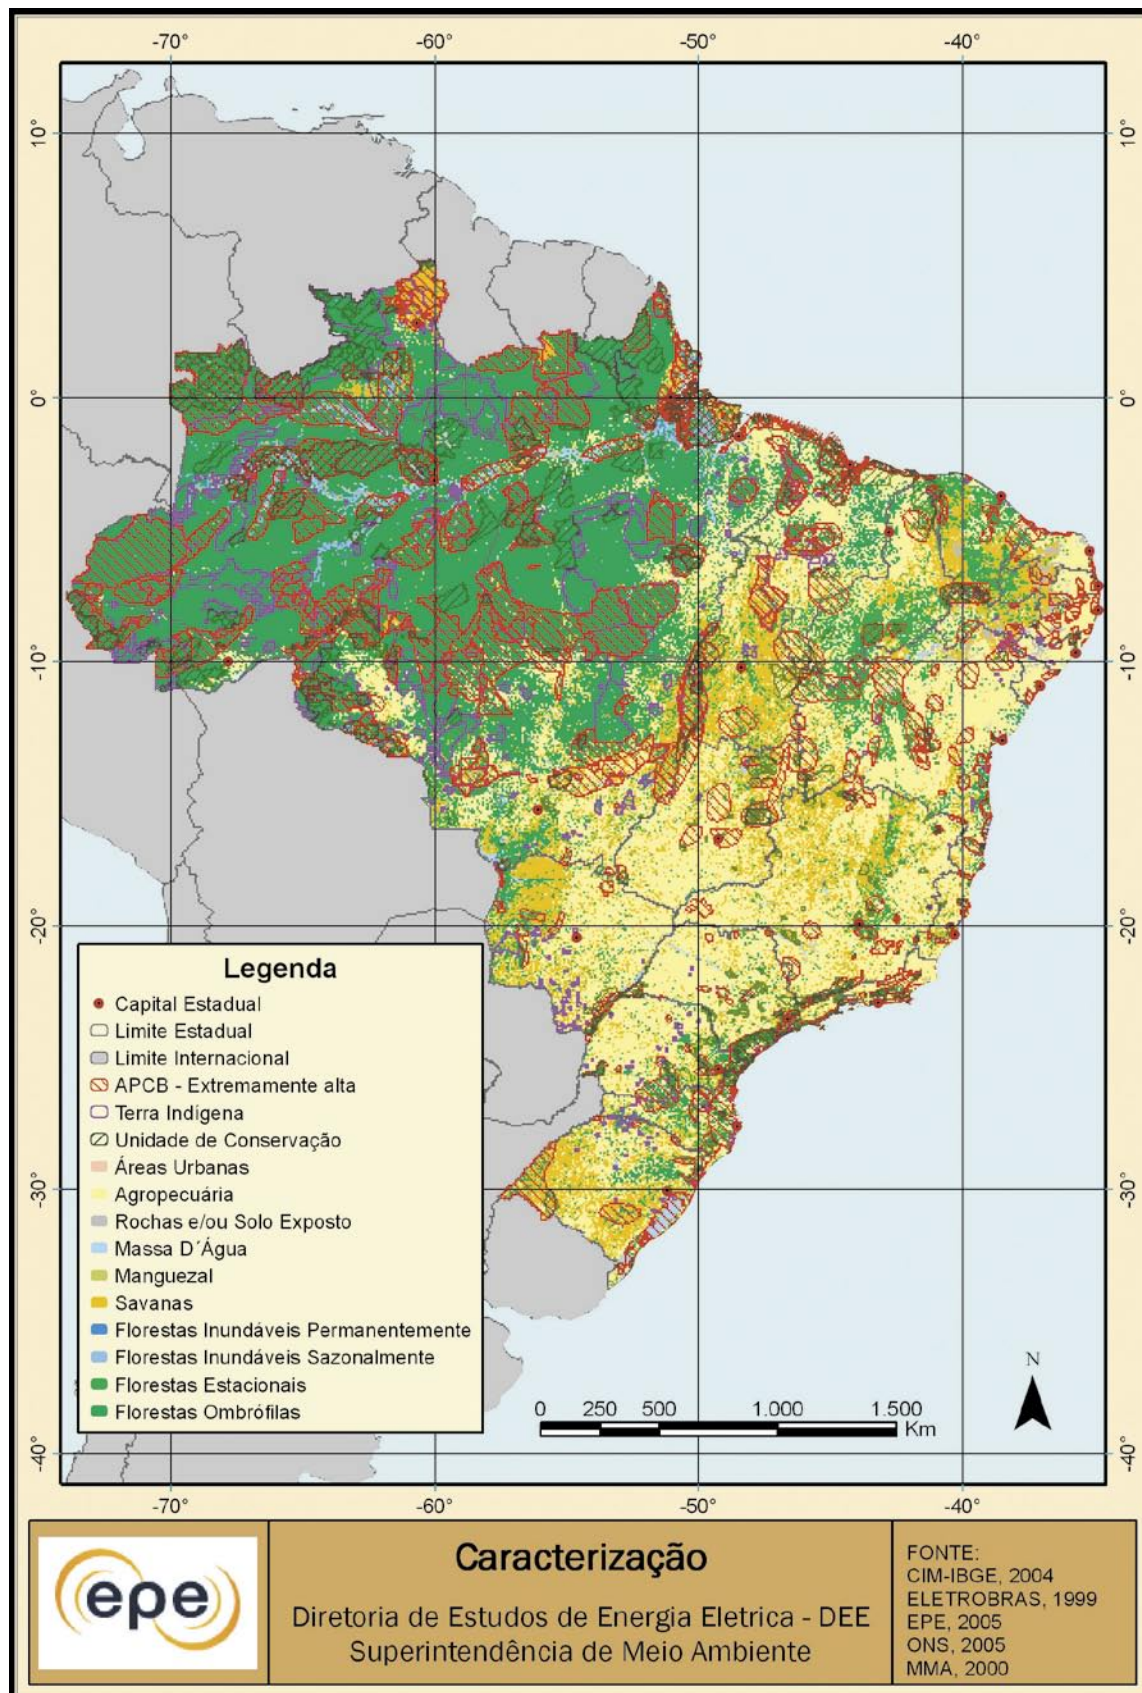 -70° -60° -50° -40°
10° 10°
0° 0°
-10° -10°
-20° -20°
-30° -30°
-40° -40°
Legenda
Capital Estadual
Limite Estadual
Limite Internacional
APCB - Extremamente alta
Terra Indígena
Unidade de Conservação
Áreas Urbanas
Agropecuária
Rochas e/ou Solo Exposto
Massa D´Água
Manguezal
Savanas
Florestas Inundáveis Permanentemente
Florestas Inundáveis Sazonalmente
Florestas Estacionais
Florestas Ombrófilas
N
0 250 500 1.000 1.500
Km
-70° -60° -50° -40°
epe
Caracterização
Diretoria de Estudos de Energia Eletrica - DEE
Superintendência de Meio Ambiente
FONTE:
CIM-IBGE, 2004
ELETROBRAS, 1999
EPE, 2005
ONS, 2005
MMA, 2000